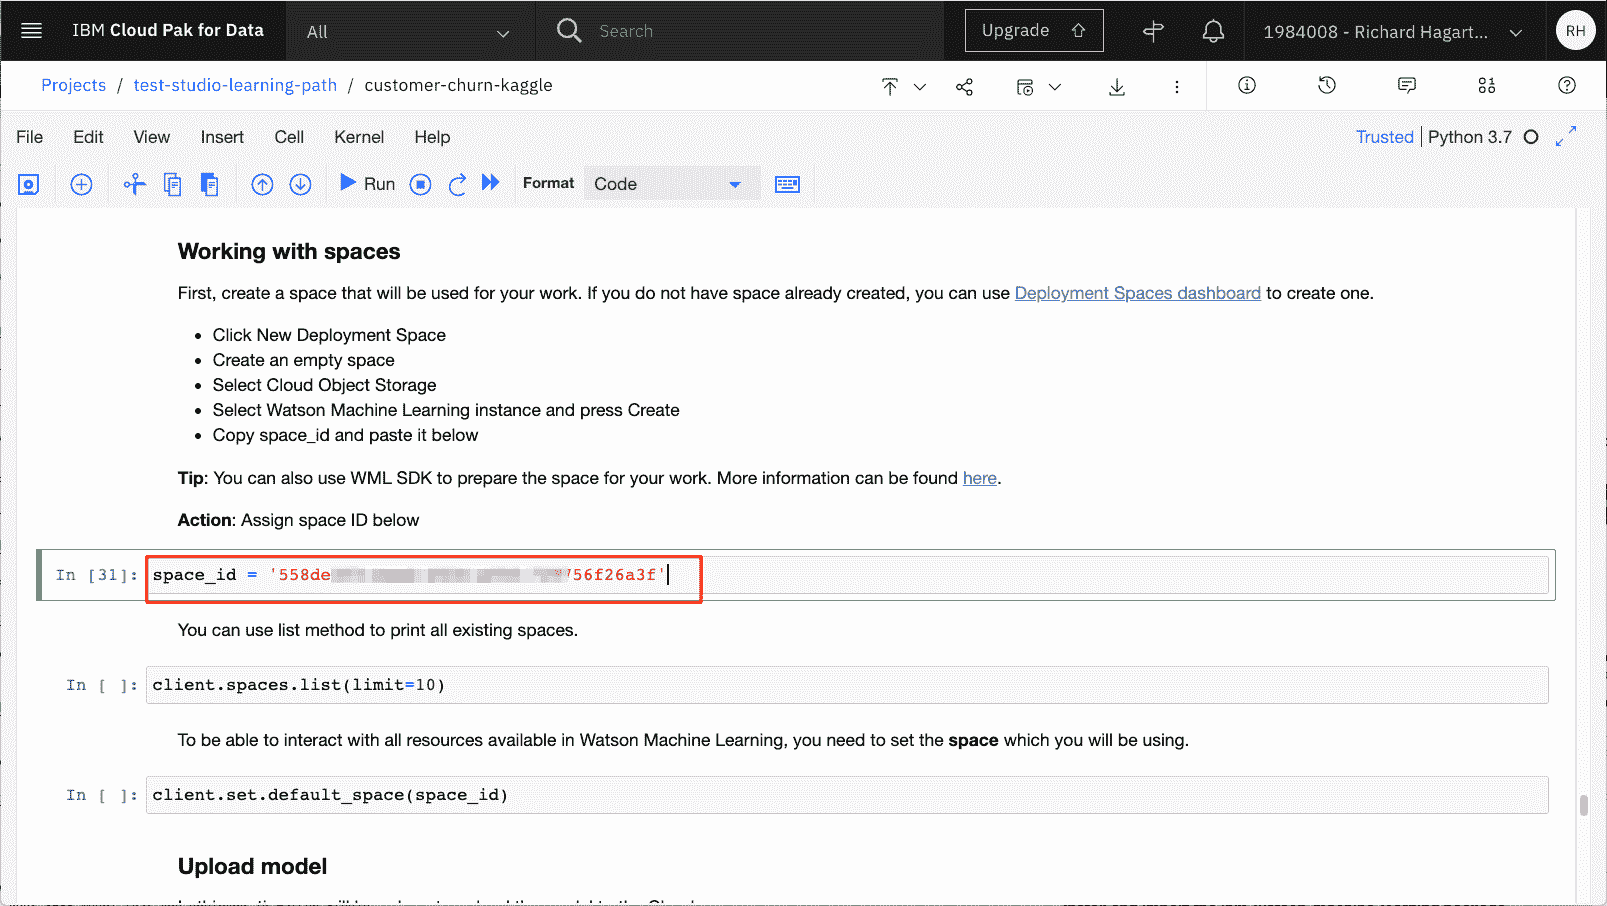 IBM Cloud Pak for Data All Search Upgrade 1984008 - Richard Hagart... RH
Projects / test-studio-learning-path / customer-churn-kaggle
File Edit View Insert Cell Kernel Help Trusted Python 3.7
Run Format Code
Working with spaces
First, create a space that will be used for your work. If you do not have space already created, you can use Deployment Spaces dashboard to create one.
• Click New Deployment Space
• Create an empty space
• Select Cloud Object Storage
• Select Watson Machine Learning instance and press Create
• Copy space_id and paste it below
Tip: You can also use WML SDK to prepare the space for your work. More information can be found here.
Action: Assign space ID below
In [31]: space_id = '558de 56f26a3f'
You can use list method to print all existing spaces.
In [ ]: client.spaces.list(limit=10)
To be able to interact with all resources available in Watson Machine Learning, you need to set the space which you will be using.
In [ ]: client.set.default_space(space_id)
Upload model